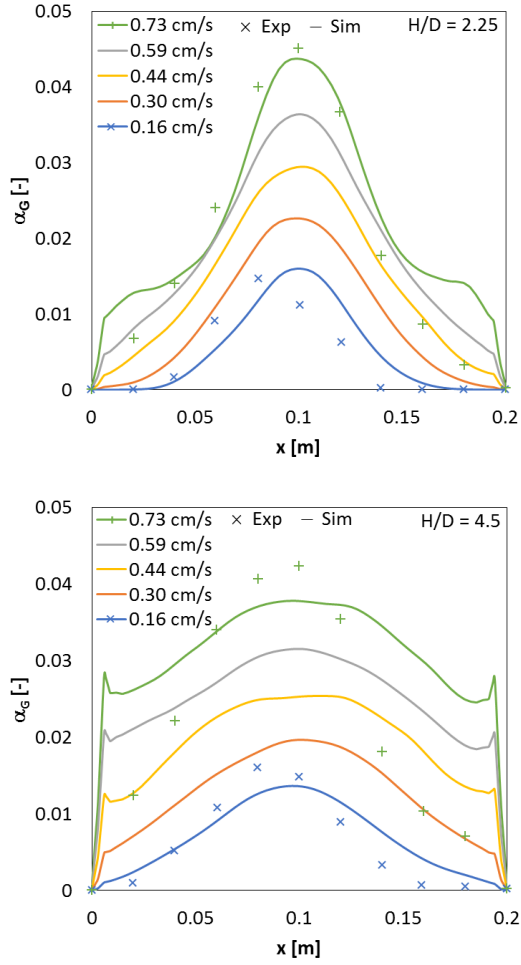 0.05
0.73 cm/s × Exp — Sim H/D = 2.25
0.59 cm/s
0.04
0.44 cm/s
0.30 cm/s
0.16 cm/s
0.03
α_G [-]
0.02
0.01
0
0 0.05 0.1 0.15 0.2
x [m]
0.05
0.73 cm/s × Exp — Sim H/D = 4.5
0.59 cm/s
0.04
0.44 cm/s
0.30 cm/s
0.16 cm/s
0.03
α_G [-]
0.02
0.01
0
0 0.05 0.1 0.15 0.2
x [m]